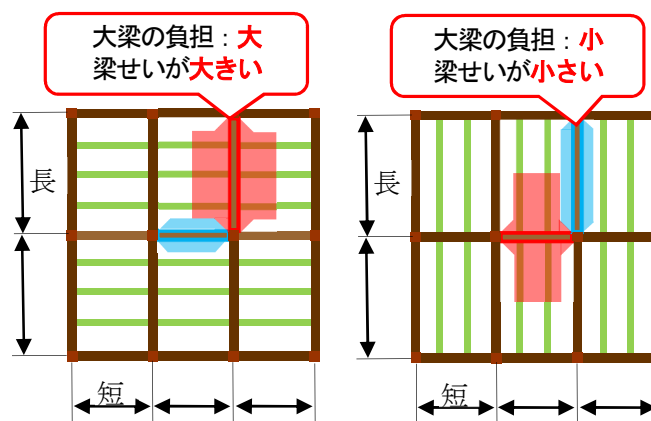 大梁の負担：大
梁せいが大きい
大梁の負担：小
梁せいが小さい
長
長
短
短